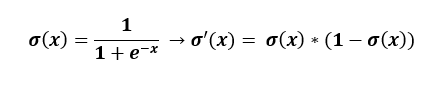 σ(x) = 1 / (1 + e^{-x}) → σ′(x) = σ(x) * (1 − σ(x))